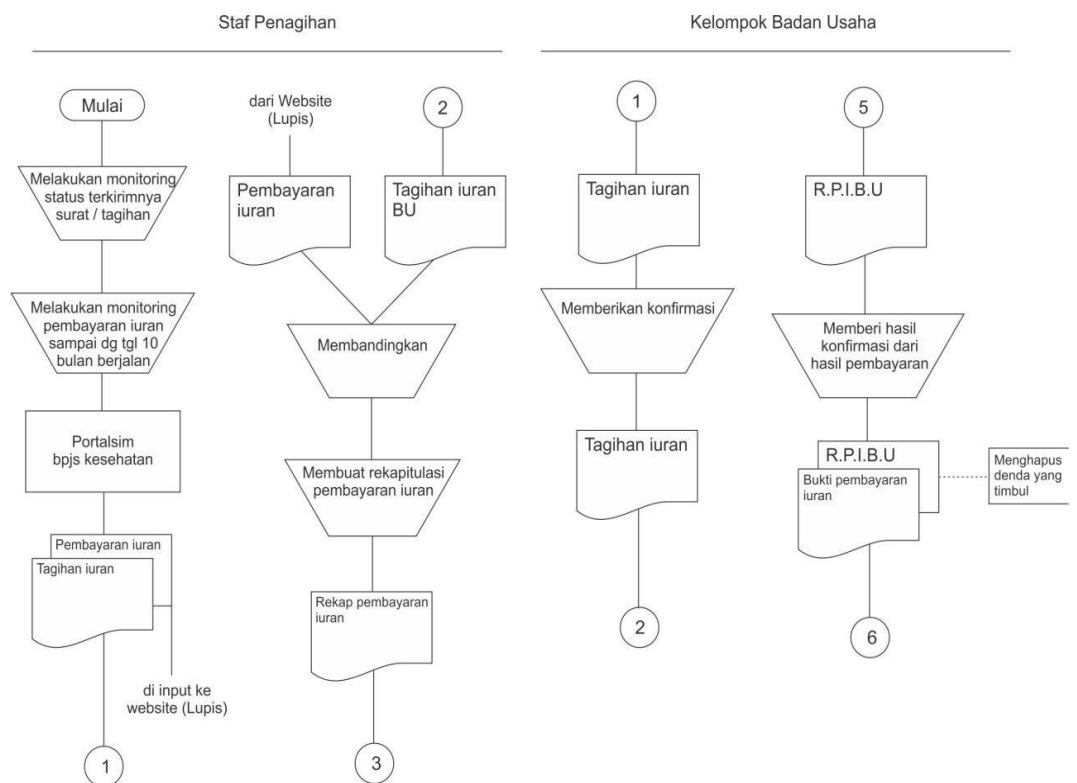 Staf Penagihan
Kelompok Badan Usaha
Mulai
Melakukan monitoring
status terkirimnya
surat / tagihan
Melakukan monitoring
pembayaran iuran
sampai dg tgl 10
bulan berjalan
Portalsim
bpjs kesehatan
Pembayaran iuran
Tagihan iuran
di input ke
website (Lupis)
1
dari Website
(Lupis)
2
Pembayaran
iuran
Tagihan iuran
BU
Membandingkan
Membuat rekapitulasi
pembayaran iuran
Rekap pembayaran
iuran
3
1
Tagihan iuran
Memberikan konfirmasi
Tagihan iuran
2
5
R.P.I.B.U
Memberi hasil
konfirmasi dari
hasil pembayaran
R.P.I.B.U
Bukti pembayaran
iuran
Menghapus
denda yang
timbul
6